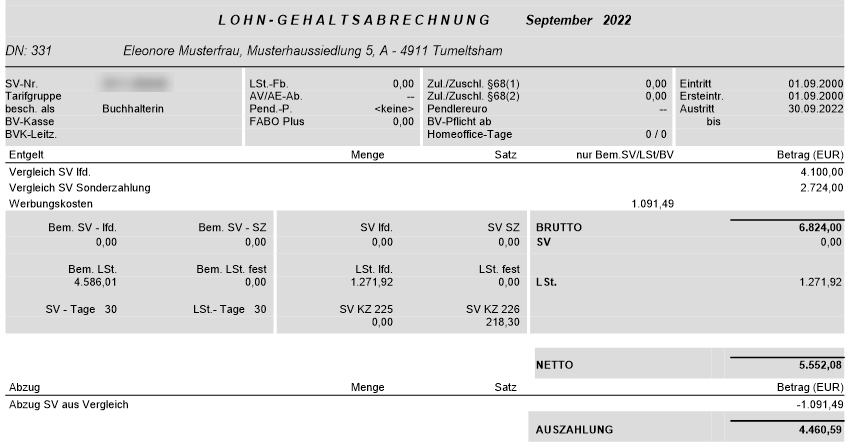 LOHN-GEHALTSABRECHNUNG September 2022
DN: 331 Eleonore Musterfrau, Musterhaussiedlung 5, A - 4911 Tumeltsham
SV-Nr. LSt.-Fb. 0,00 Zul./Zuschl. §68(1) 0,00 Eintritt 01.09.2000
Tarifgruppe AV/AE-Ab. -- Zul./Zuschl. §68(2) 0,00 Ersteintr. 01.09.2000
besch. als Buchhalterin Pend.-P. <keine> Pendlereuro -- Austritt 30.09.2022
BV-Kasse FABO Plus 0,00 BV-Pflicht ab bis
BVK-Leitz. Homeoffice-Tage 0 / 0
Entgelt Menge Satz nur Bem.SV/LSt/BV Betrag (EUR)
Vergleich SV lfd. 4.100,00
Vergleich SV Sonderzahlung 2.724,00
Werbungskosten 1.091,49
Bem. SV - lfd. Bem. SV - SZ SV lfd. SV SZ BRUTTO 6.824,00
0,00 0,00 0,00 0,00 SV 0,00
Bem. LSt. Bem. LSt. fest LSt. lfd. LSt. fest
4.586,01 0,00 1.271,92 0,00 LSt. 1.271,92
SV - Tage 30 LSt.- Tage 30 SV KZ 225 SV KZ 226
0,00 218,30
NETTO 5.552,08
Abzug Menge Satz Betrag (EUR)
Abzug SV aus Vergleich -1.091,49
AUSZAHLUNG 4.460,59